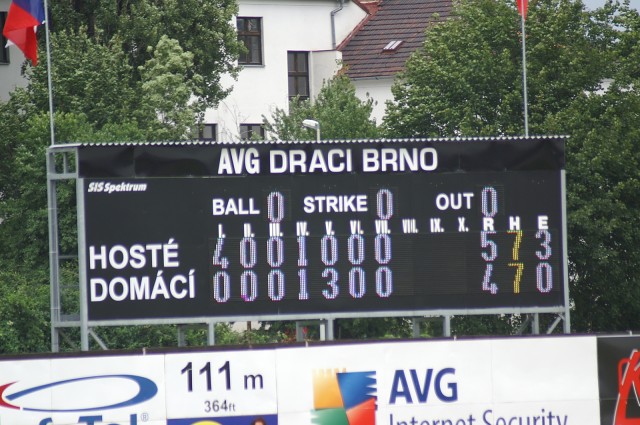 AVG DRACI BRNO
SIS Spektrum
BALL 0 STRIKE 0 OUT 0
I. II. III. IV. V. VI. VII. VIII. IX. X. R H E
HOSTÉ 4 0 0 1 0 0 0 5 7 3
DOMÁCÍ 0 0 0 1 3 0 0 4 7 0
111 m
364ft
AVG
Internet Security